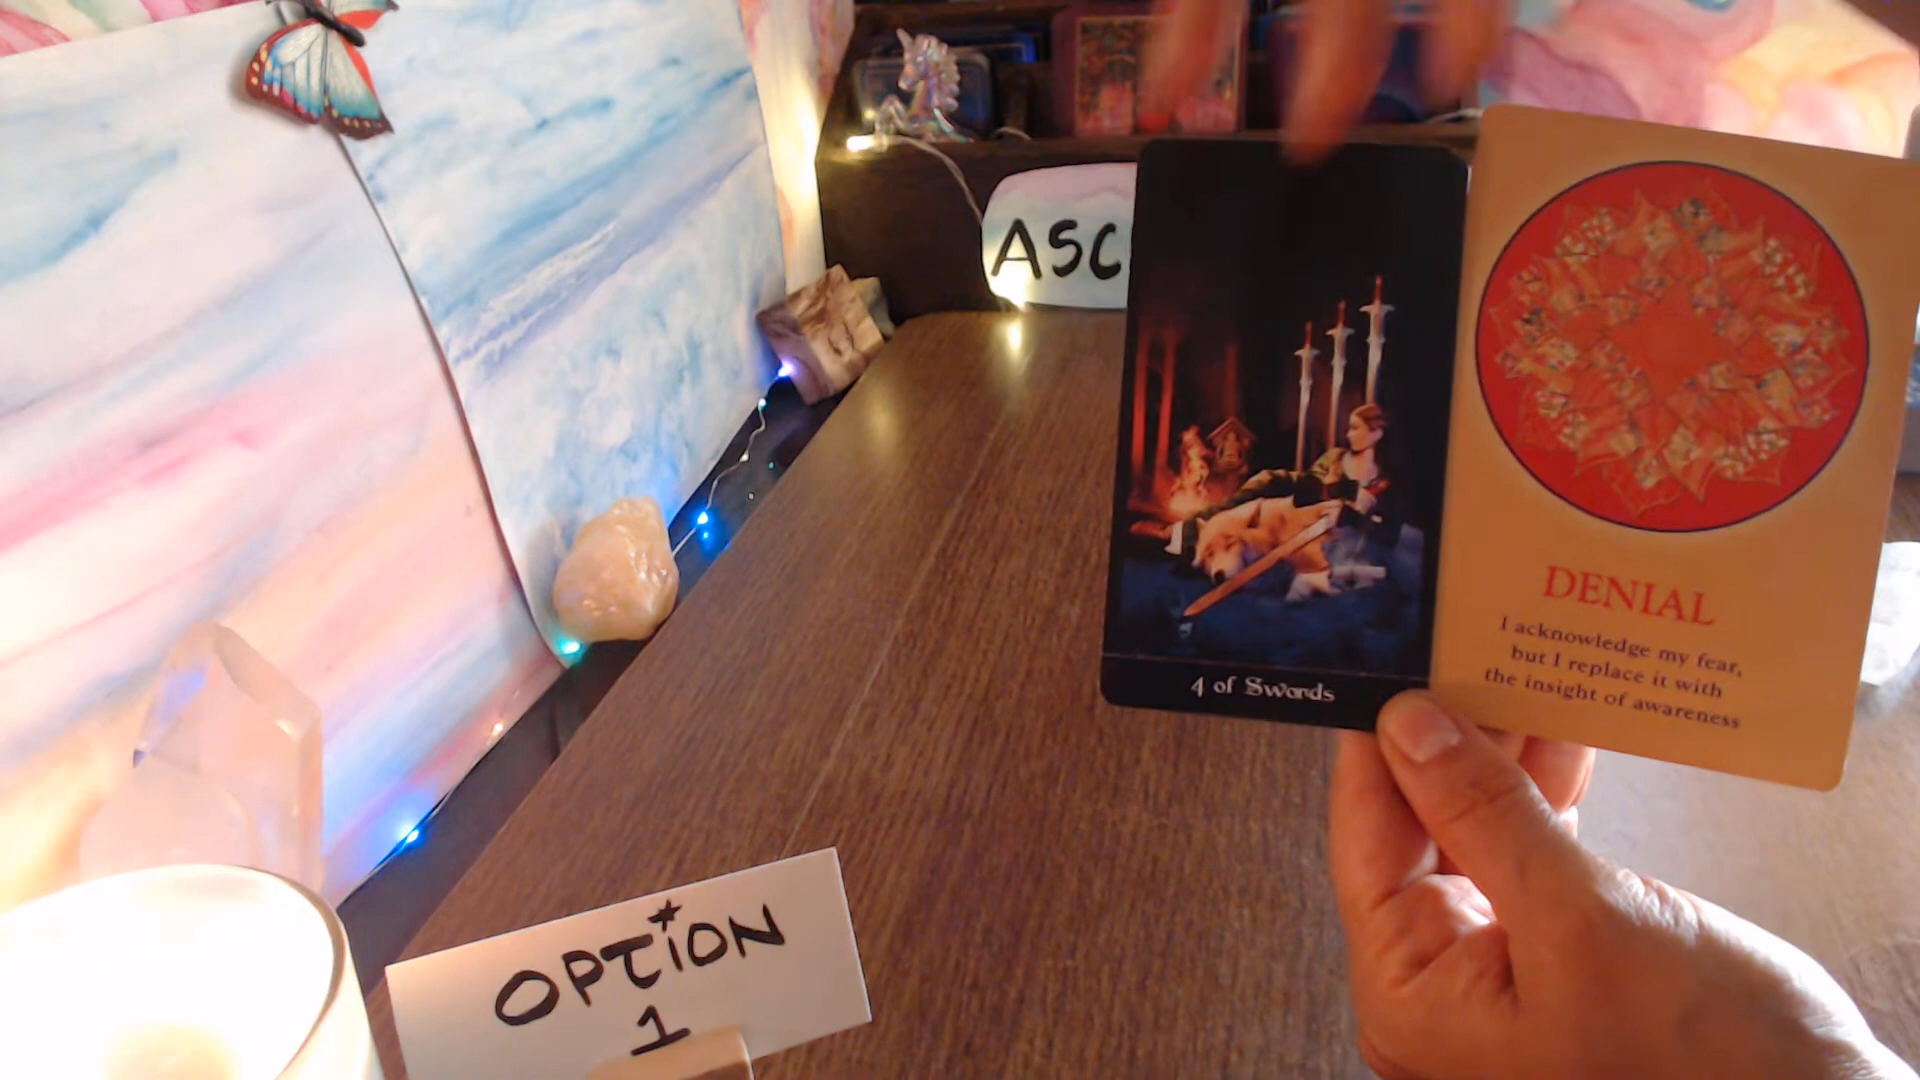 ASC
4 of Swords
DENIAL
I acknowledge my fear,
but I replace it with
the insight of awareness
OPTION
1